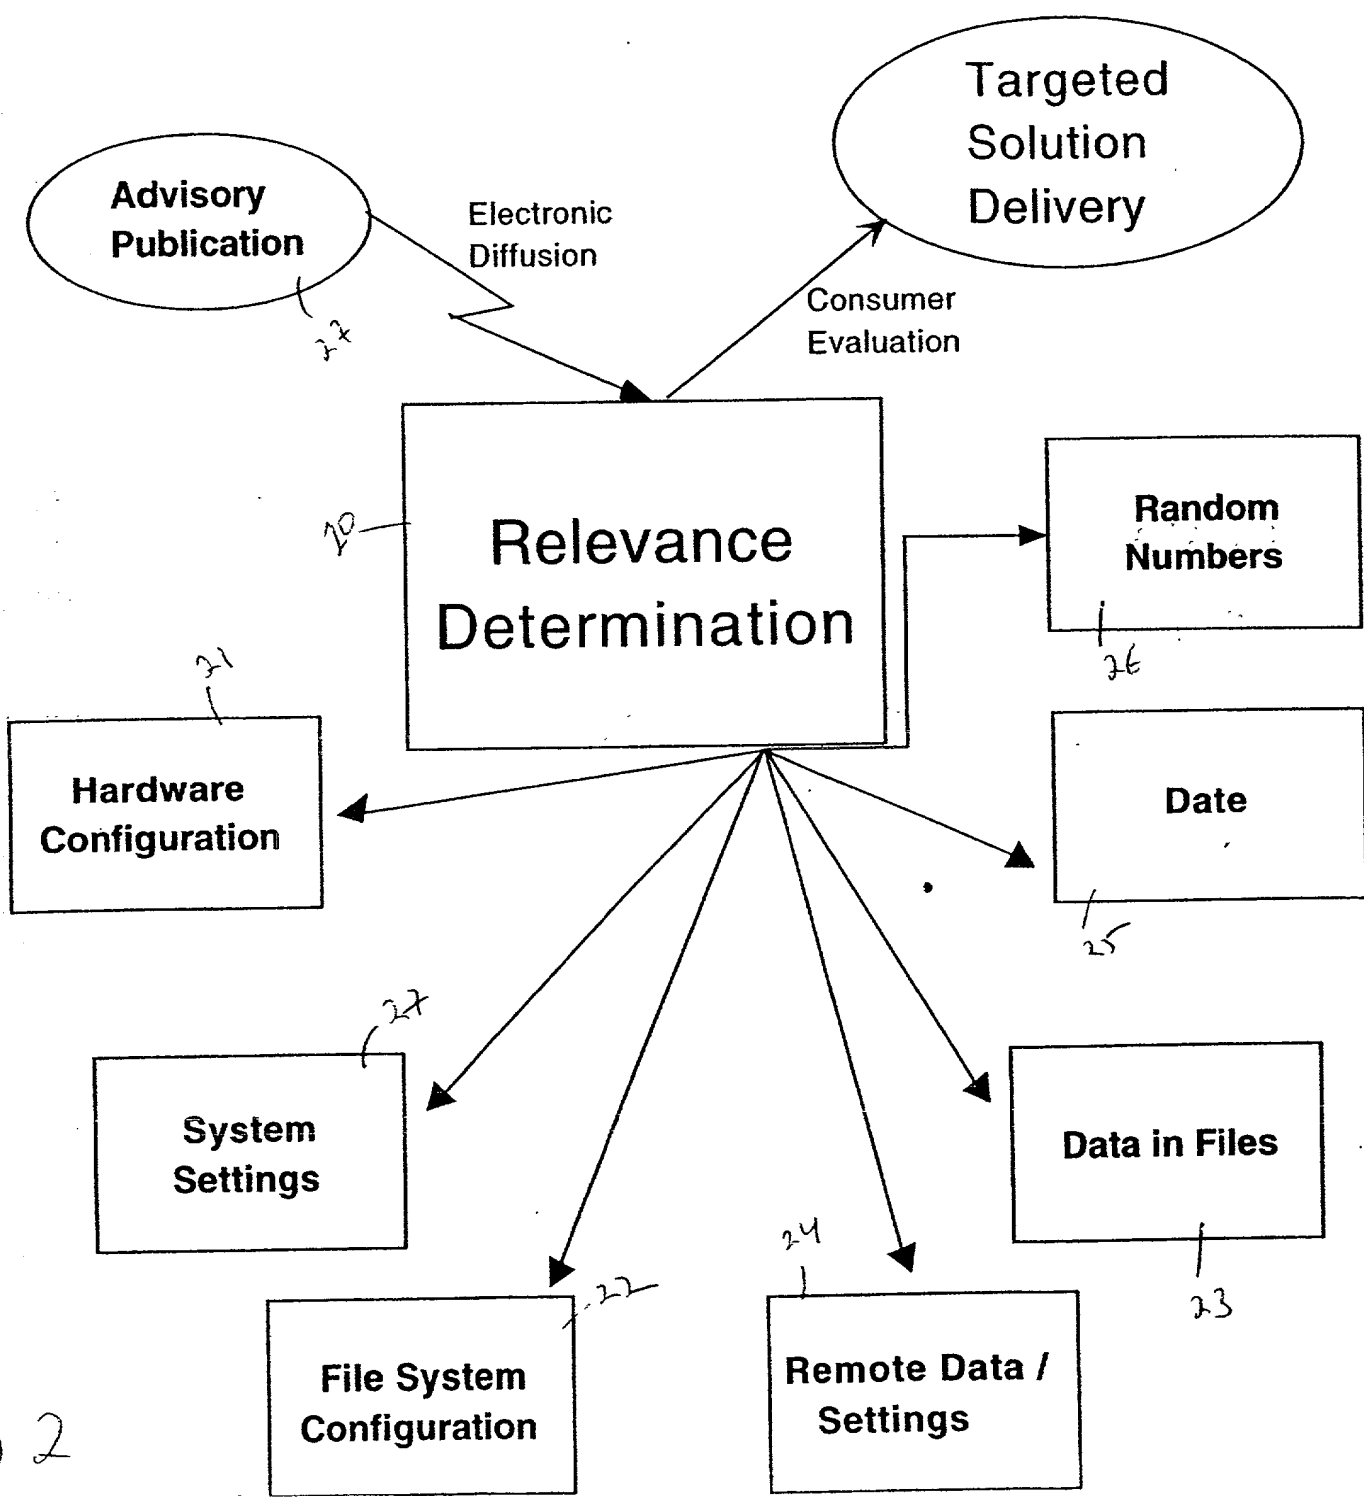 Targeted
Solution
Delivery
Advisory
Publication
27
Electronic
Diffusion
Consumer
Evaluation
20
Relevance
Determination
Random
Numbers
26
21
Hardware
Configuration
Date
25
27
System
Settings
Data in Files
23
22
File System
Configuration
24
Remote Data /
Settings
2